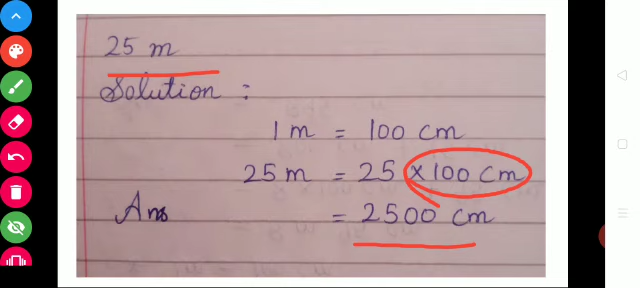 25 m
Solution :
1 m = 100 cm
25 m = 25 × 100 cm
Ans = 2500 cm